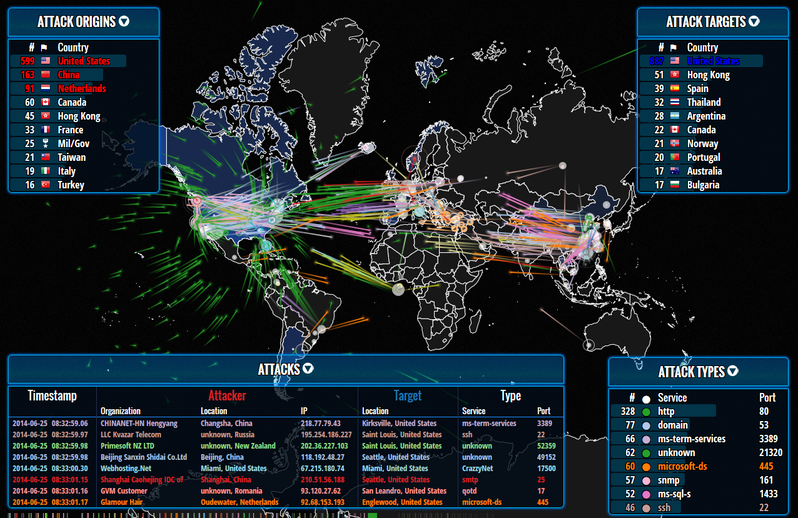 ATTACK ORIGINS
# Country
599 United States
163 China
91 Netherlands
60 Canada
45 Hong Kong
33 France
25 Mil/Gov
21 Taiwan
19 Italy
16 Turkey
ATTACK TARGETS
# Country
United States
51 Hong Kong
39 Spain
32 Thailand
28 Argentina
22 Canada
21 Norway
20 Portugal
17 Australia
17 Bulgaria
ATTACKS
Timestamp Attacker Target Type
Organization Location IP Location Service Port
2014-06-25 08:32:59.06 CHINANET-HN Hengyang Changsha, China 218.77.79.43 Kirksville, United States ms-term-services 3389
2014-06-25 08:32:59.97 LLC Kvazar Telecom unknown, Russia 195.254.186.227 Saint Louis, United States ssh 22
2014-06-25 08:32:59.98 Primesoft NZ LTD unknown, New Zealand 202.36.227.103 Saint Louis, United States unknown 52359
2014-06-25 08:32:59.98 Beijing Sanxin Shidai Co.Ltd Beijing, China 118.192.48.27 Seattle, United States unknown 49152
2014-06-25 08:33:00.30 Webhosting.Net Miami, United States 67.215.180.74 Miami, United States CrazzyNet 17500
2014-06-25 08:33:01.15 Shanghai Caohejing IDC of Shanghai, China 210.51.56.188 Seattle, United States smtp 25
2014-06-25 08:33:01.16 GVM Customer unknown, Romania 93.120.27.62 San Leandro, United States qotd 17
2014-06-25 08:33:01.17 Glamour Hair Oudewater, Netherlands 92.68.153.193 Englewood, United States microsoft-ds 445
ATTACK TYPES
# Service Port
328 http 80
77 domain 53
66 ms-term-services 3389
62 unknown 21320
60 microsoft-ds 445
57 snmp 161
52 ms-sql-s 1433
46 ssh 22